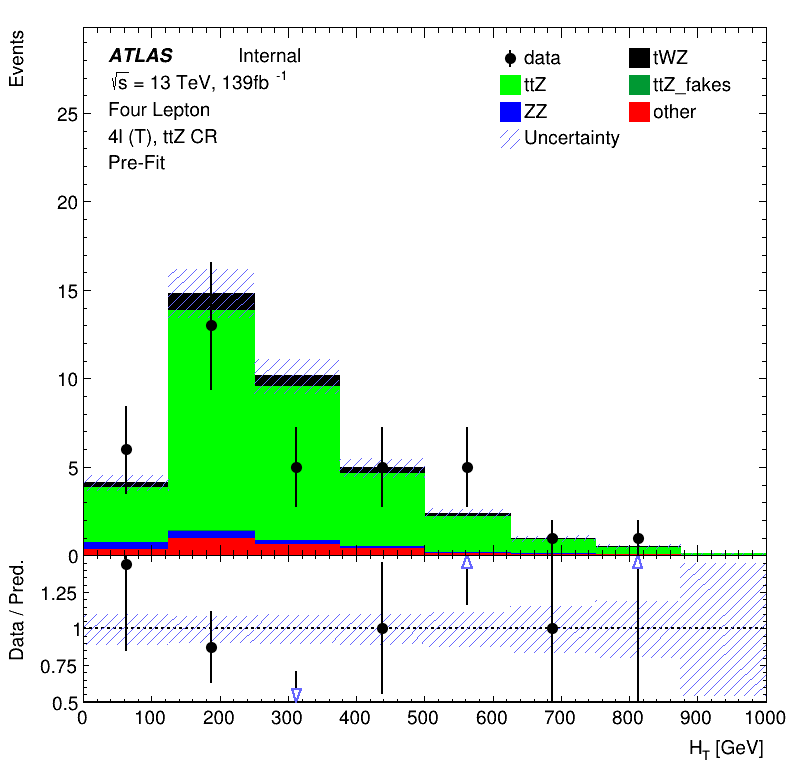 Events
ATLAS Internal
√s = 13 TeV, 139fb -1
Four Lepton
4l (T), ttZ CR
Pre-Fit
data
tWZ
ttZ
ttZ_fakes
ZZ
other
Uncertainty
25
20
15
10
5
0
Data / Pred.
1.25
1
0.75
0.5
0 100 200 300 400 500 600 700 800 900 1000
HT [GeV]